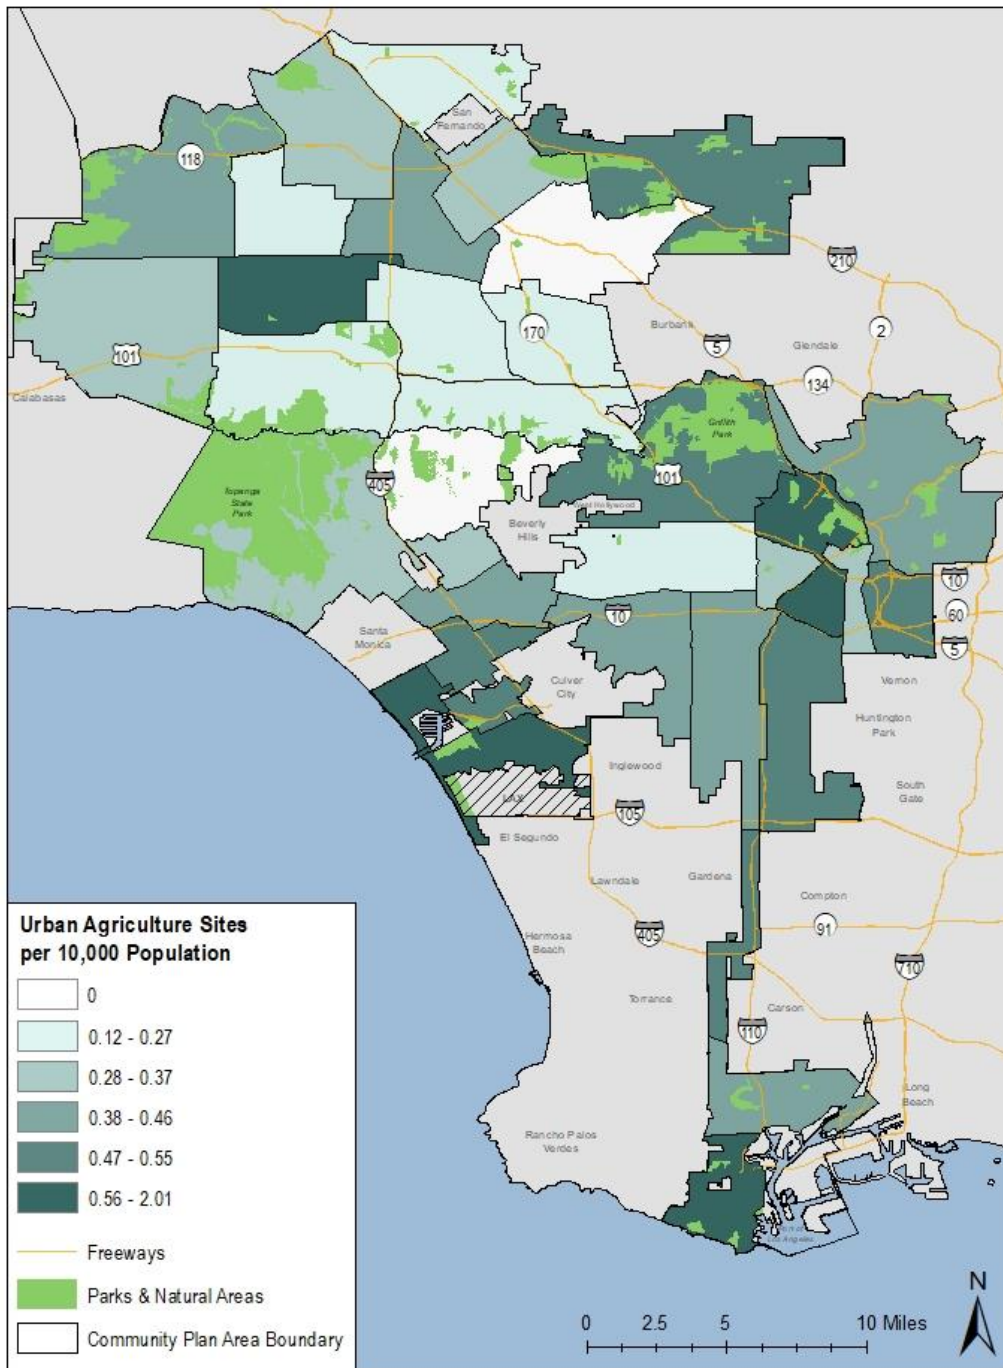 San
Fernando
118
210
170
Burbank
5
2
Glendale
101
134
Calabasas
Griffith
Park
101
405
Topanga
State
Park
West Hollywood
Beverly
Hills
10
10
60
Santa
Monica
5
Culver
City
Vernon
Huntington
Park
Inglewood
South
Gate
LAX
105
El Segundo
Lawndale
Gardena
Compton
91
405
Hermosa
Beach
710
Torrance
Carson
110
Long
Beach
Rancho Palos
Verdes
Port of
Los Angeles
Urban Agriculture Sites
per 10,000 Population
0
0.12 - 0.27
0.28 - 0.37
0.38 - 0.46
0.47 - 0.55
0.56 - 2.01
Freeways
Parks & Natural Areas
Community Plan Area Boundary
N
0 2.5 5 10 Miles